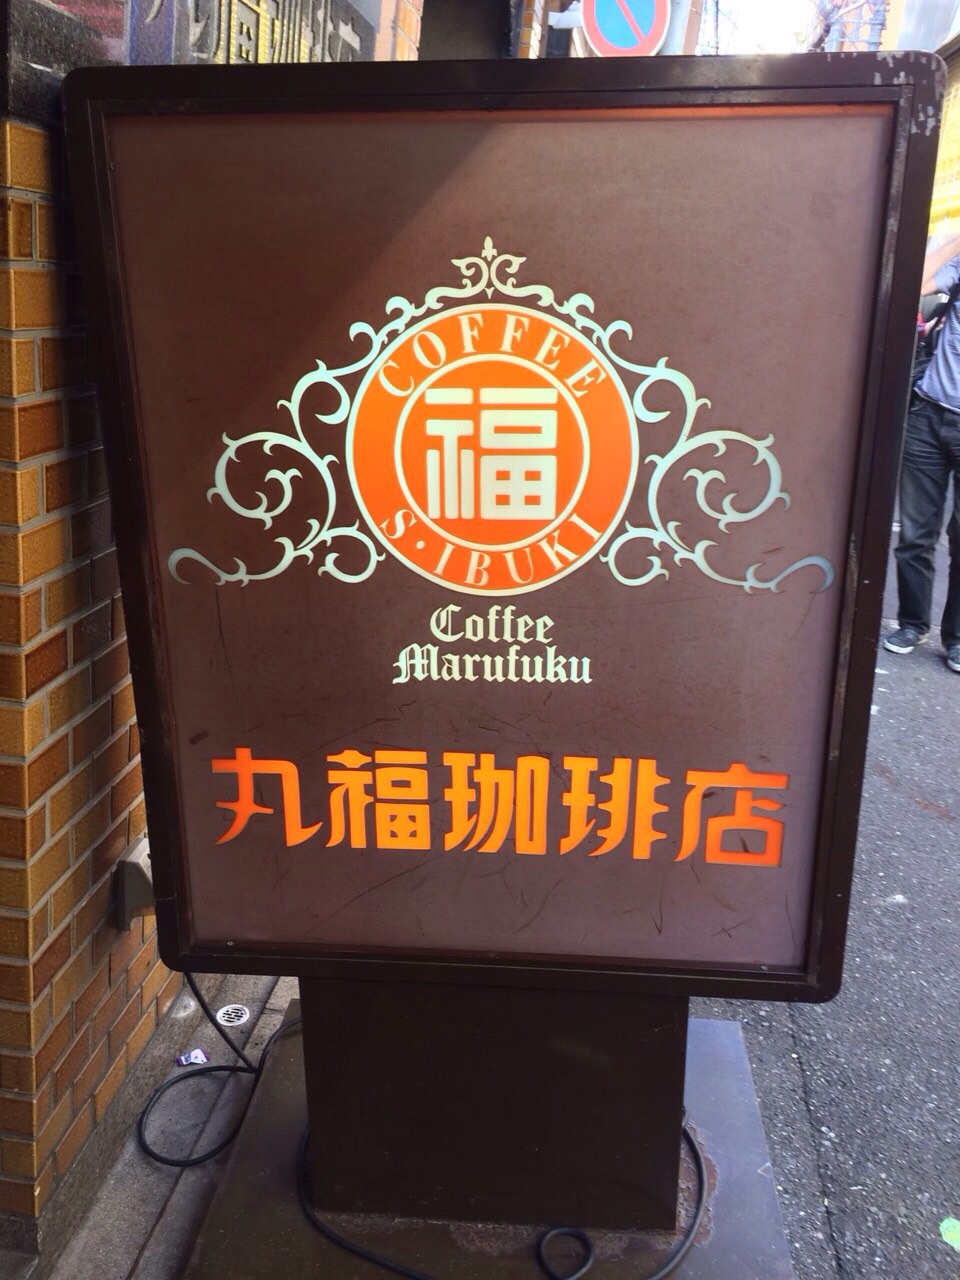 COFFEE
福
S·IBUKI
Coffee
Marufuku
丸福珈琲店